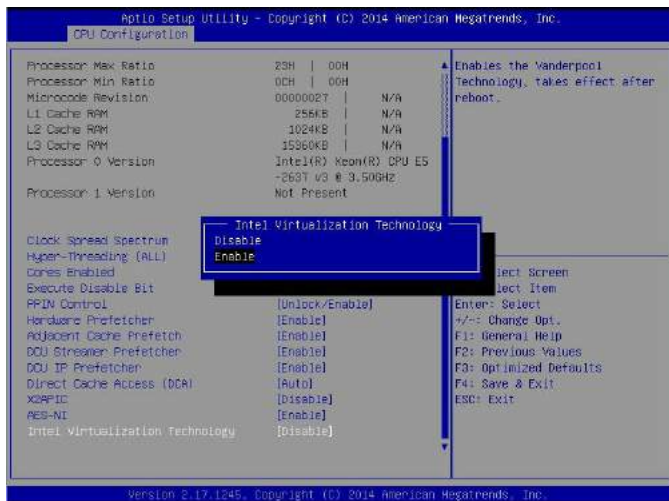 Aptio Setup Utility - Copyright (C) 2014 American Megatrends, Inc.
CPU Configuration
Processor Max Ratio 23H | 00H
Processor Min Ratio 0CH | 00H
Microcode Revision 00000027 | N/A
L1 Cache RAM 256KB | N/A
L2 Cache RAM 1024KB | N/A
L3 Cache RAM 15360KB | N/A
Processor 0 Version Intel(R) Xeon(R) CPU E5
-2637 v3 @ 3.50GHz
Processor 1 Version Not Present
Clock Spread Spectrum
Hyper-Threading (ALL)
Cores Enabled
Execute Disable Bit
PPIN Control [Unlock/Enable]
Hardware Prefetcher [Enable]
Adjacent Cache Prefetch [Enable]
DCU Streamer Prefetcher [Enable]
DCU IP Prefetcher [Enable]
Direct Cache Access (DCA) [Auto]
X2APIC [Disable]
AES-NI [Enable]
Intel Virtualization Technology [Disable]
Intel Virtualization Technology
Disable
Enable
Enables the Vanderpool
Technology, takes effect after
reboot.
lect Screen
lect Item
Enter: Select
+/-: Change Opt.
F1: General Help
F2: Previous Values
F3: Optimized Defaults
F4: Save & Exit
ESC: Exit
Version 2.17.1245. Copyright (C) 2014 American Megatrends, Inc.